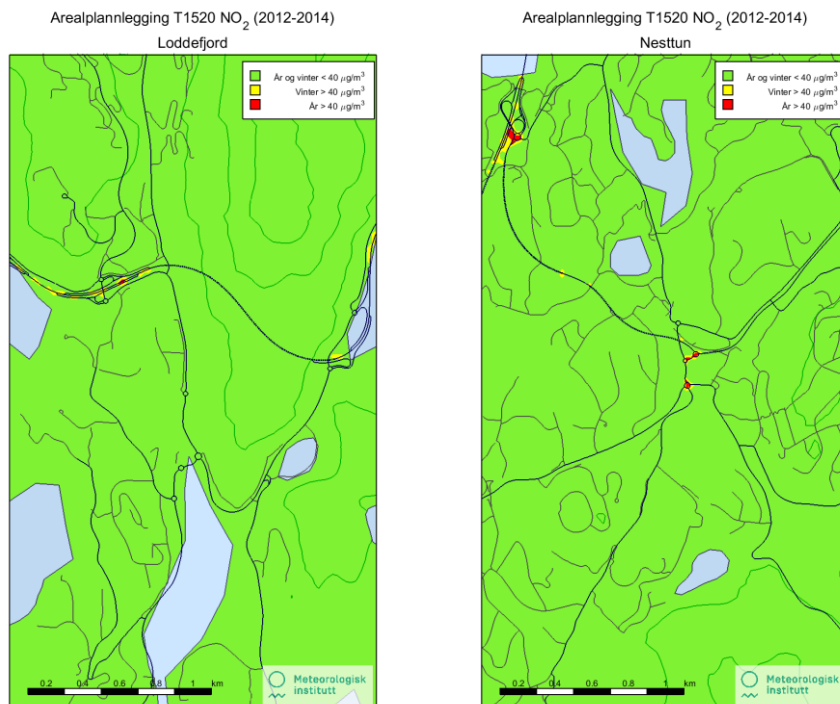 Arealplannlegging T1520 NO2 (2012-2014)
Loddefjord
År og vinter < 40 μg/m³
Vinter > 40 μg/m³
År > 40 μg/m³
0.2 0.4 0.6 0.8 1 km
Meteorologisk
institutt
Arealplannlegging T1520 NO2 (2012-2014)
Nesttun
År og vinter < 40 μg/m³
Vinter > 40 μg/m³
År > 40 μg/m³
0.2 0.4 0.6 0.8 1 km
Meteorologisk
institutt